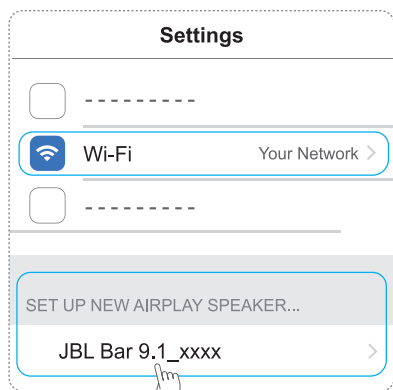 Settings
---------
Wi-Fi Your Network >
---------
SET UP NEW AIRPLAY SPEAKER...
JBL Bar 9.1_xxxx >